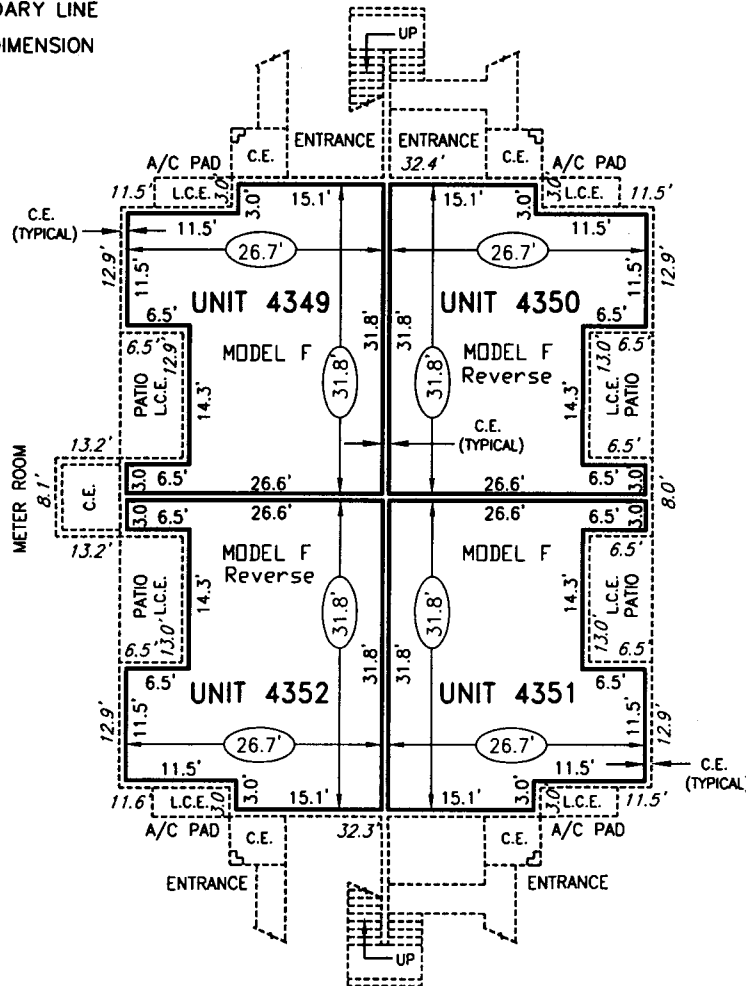 DARY LINE
DIMENSION
UP
ENTRANCE
ENTRANCE
C.E.
C.E.
32.4'
A/C PAD
A/C PAD
11.5'
L.C.E.
3.0'
15.1'
15.1'
3.0'
L.C.E.
11.5'
3.0'
3.0'
C.E.
(TYPICAL)
11.5'
11.5'
26.7'
26.7'
12.9'
11.5'
11.5'
12.9'
UNIT 4349
UNIT 4350
6.5'
6.5'
6.5'
12.9'
MODEL F
31.8'
31.8'
31.8'
31.8'
MODEL F
Reverse
13.0'
6.5'
PATIO
L.C.E.
14.3'
14.3'
L.C.E.
PATIO
C.E.
(TYPICAL)
13.2'
6.5'
METER ROOM
8.1'
C.E.
3.0
6.5'
26.6'
26.6'
6.5'
3.0
8.0'
3.0
6.5'
26.6'
26.6'
6.5'
3.0
13.2'
6.5'
MODEL F
Reverse
MODEL F
PATIO
L.C.E.
14.3'
31.8'
31.8'
31.8'
31.8'
14.3'
L.C.E.
PATIO
6.5'
13.0'
13.0'
6.5'
6.5'
6.5'
UNIT 4352
UNIT 4351
12.9'
11.5'
11.5'
12.9'
26.7'
26.7'
C.E.
(TYPICAL)
11.5'
11.5'
11.6'
L.C.E.
3.0'
3.0'
15.1'
15.1'
3.0'
3.0'
L.C.E.
11.5'
A/C PAD
C.E.
32.3'
C.E.
A/C PAD
ENTRANCE
ENTRANCE
UP